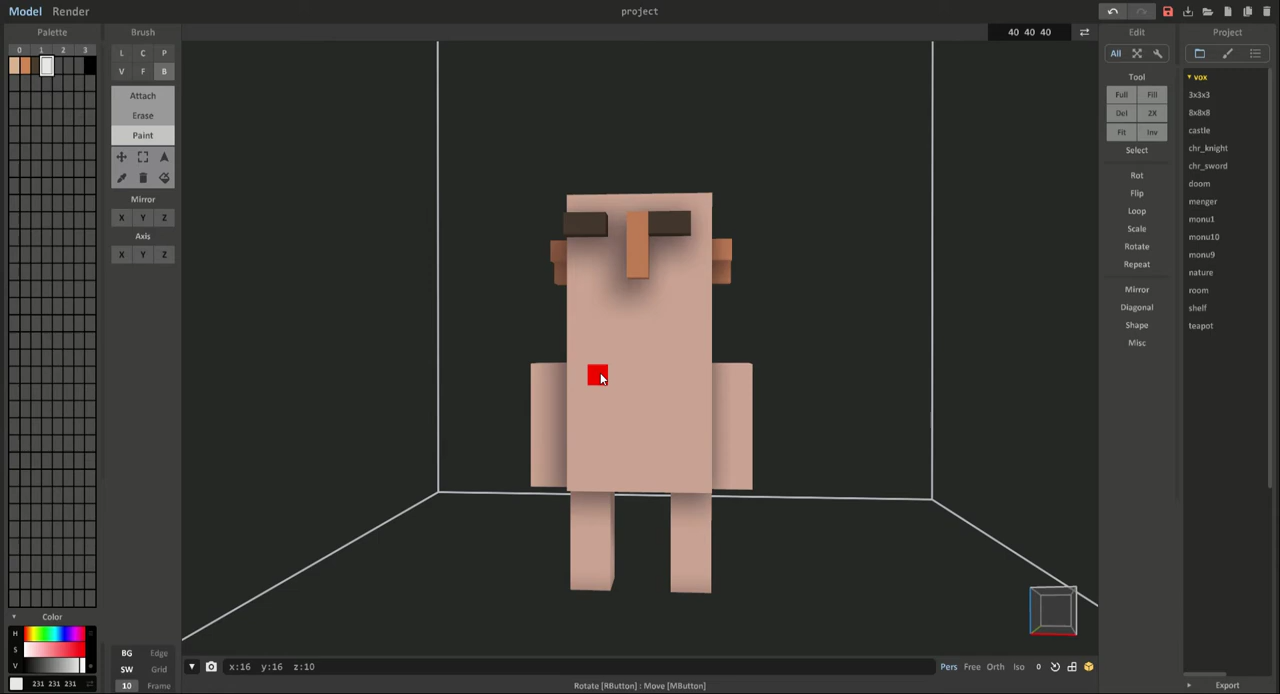 Model Render
project
Palette
0 1 2 3
Color
H
S
V
231 231 231
Brush
L C P
V F B
Attach
Erase
Paint
Mirror
X Y Z
Axis
X Y Z
BG Edge
SW Grid
10 Frame
40 40 40
x:16 y:16 z:10
Pers Free Orth Iso 0
Rotate [RButton] : Move [MButton]
Edit
All
Tool
Full Fill
Del 2X
Fit Inv
Select
Rot
Flip
Loop
Scale
Rotate
Repeat
Mirror
Diagonal
Shape
Misc
Project
vox
3x3x3
8x8x8
castle
chr_knight
chr_sword
doom
menger
monu1
monu10
monu9
nature
room
shelf
teapot
Export